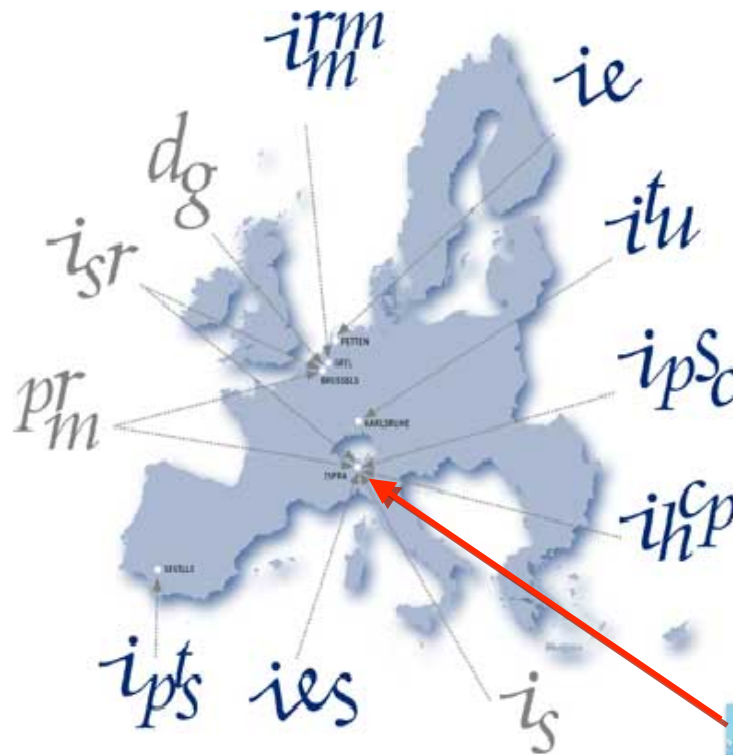 irmm
ie
dg
itu
isr
PETTEN
GEEL
BRUSSELS
ipsc
prm
KARLSRUHE
ISPRA
ihcp
SEVILLE
ipts
ies
is